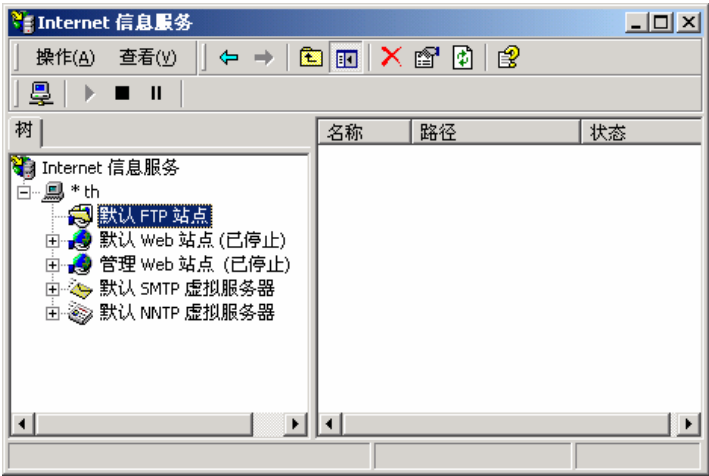 Internet 信息服务
操作(A) 查看(V)
树
名称 路径 状态
Internet 信息服务
* th
默认 FTP 站点
默认 Web 站点 (已停止)
管理 Web 站点 (已停止)
默认 SMTP 虚拟服务器
默认 NNTP 虚拟服务器